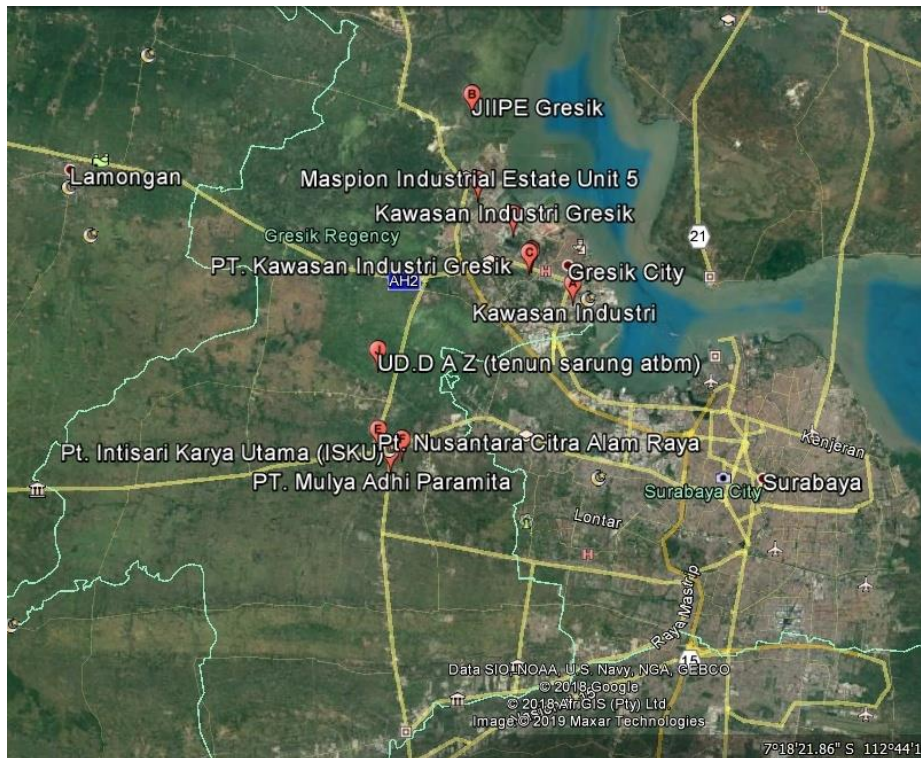 B
JIIPE Gresik
Lamongan
Maspion Industrial Estate Unit 5
Kawasan Industri Gresik
Gresik Regency
21
PT. Kawasan Industri Gresik
C
H
Gresik City
AH2
A
Kawasan Industri
UD.D A Z (tenun sarung atbm)
E
F
Pt. Nusantara Citra Alam Raya
Kenjeran
Pt. Intisari Karya Utama (ISKU)
PT. Mulya Adhi Paramita
Surabaya City
Surabaya
Lontar
H
Raya Mastrip
15
Data SIO, NOAA, U.S. Navy, NGA, GEBCO
© 2018 Google
© 2018 AfriGIS (Pty) Ltd.
Image © 2019 Maxar Technologies
7°18'21.86" S 112°44'1